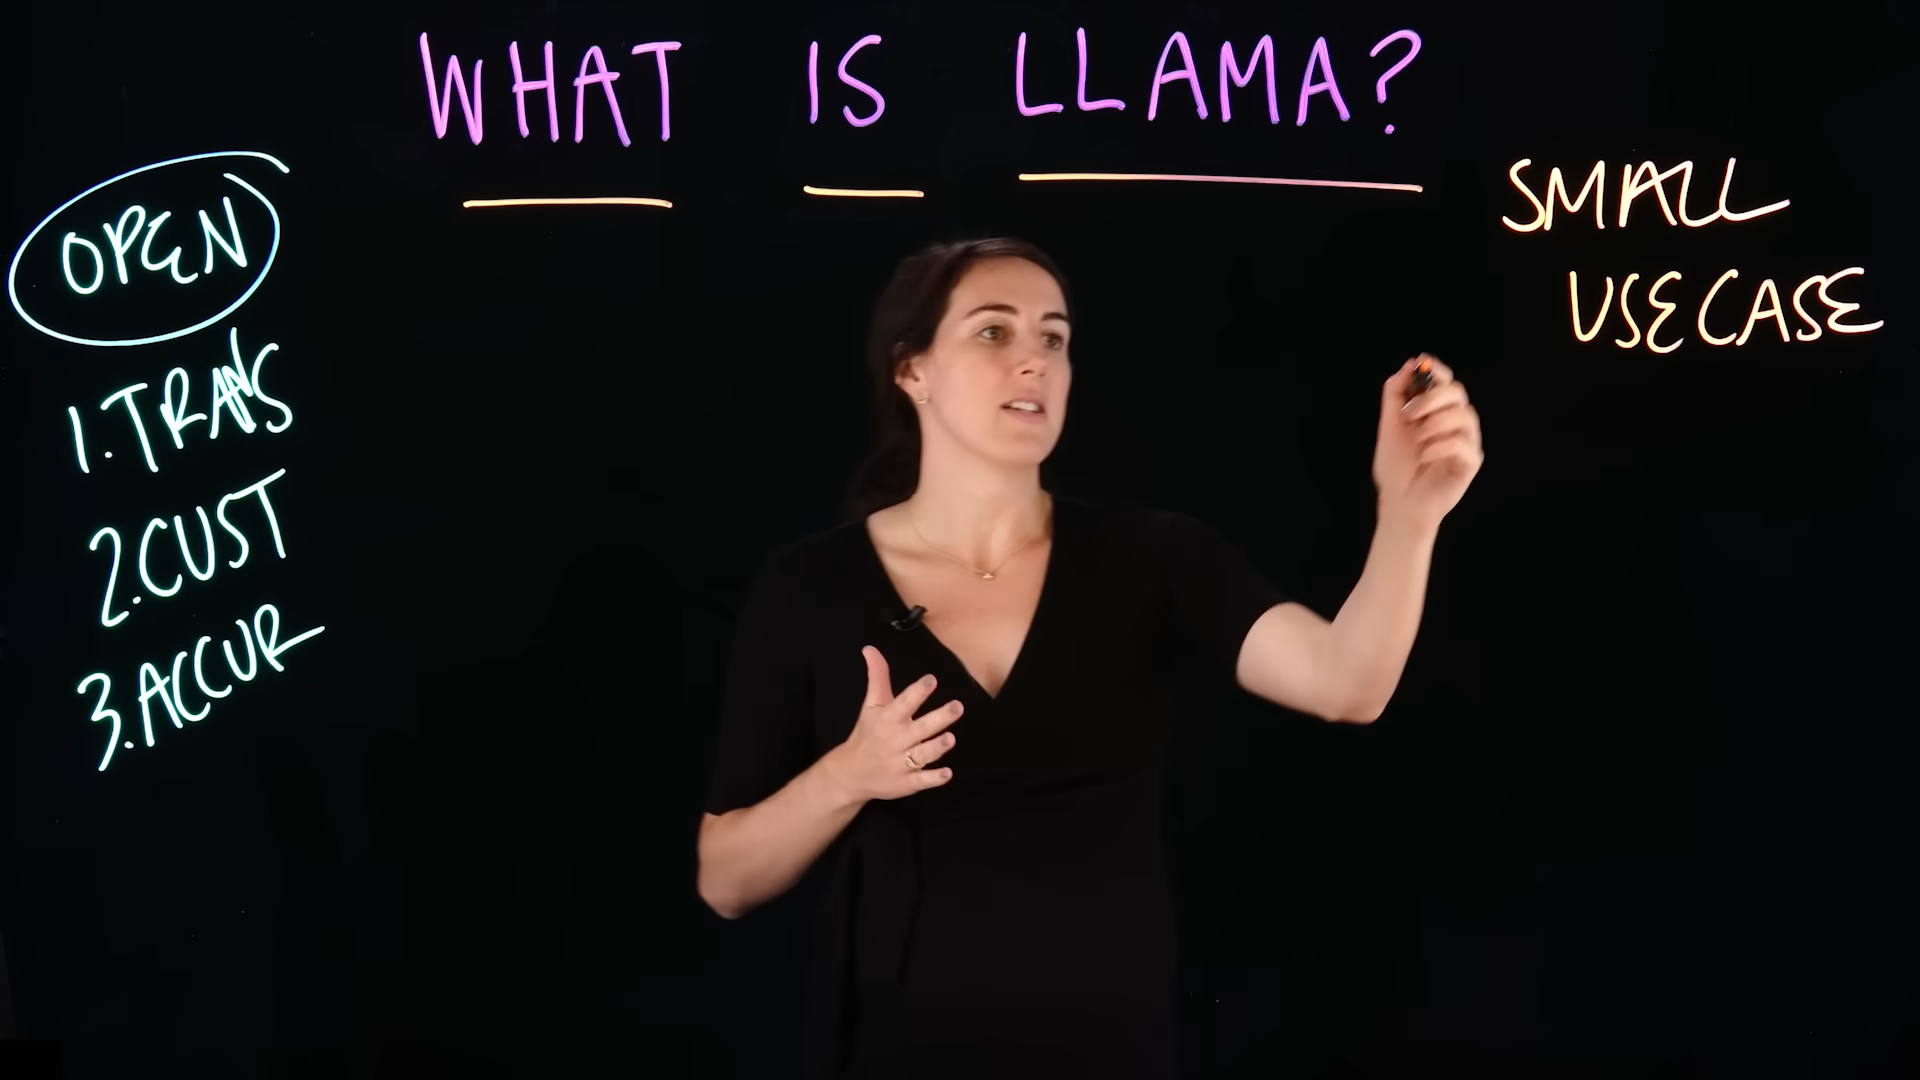 WHAT IS LLAMA?
OPEN
1. TRANS
2. CUST
3. ACCUR
SMALL
USECASE